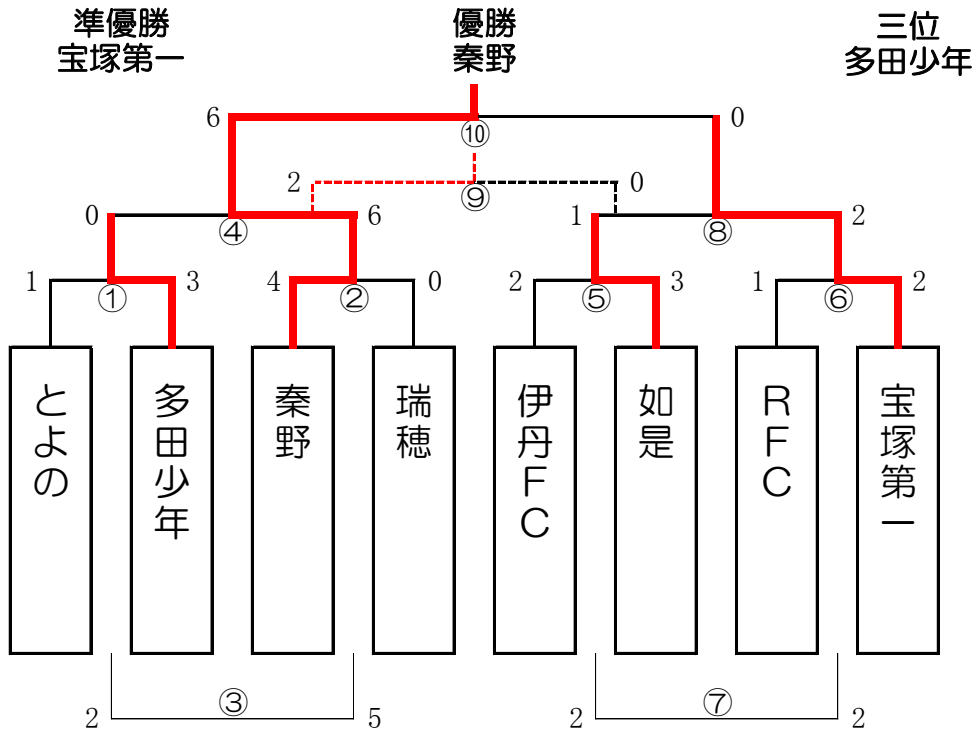 準優勝
宝塚第一
優勝
秦野
三位
多田少年
6
⑩
0
2
⑨
0
0
④
6
1
⑧
2
1
①
3
4
②
0
2
⑤
3
1
⑥
2
とよの
多田少年
秦野
瑞穂
伊丹FC
如是
RFC
宝塚第一
2
③
5
2
⑦
2